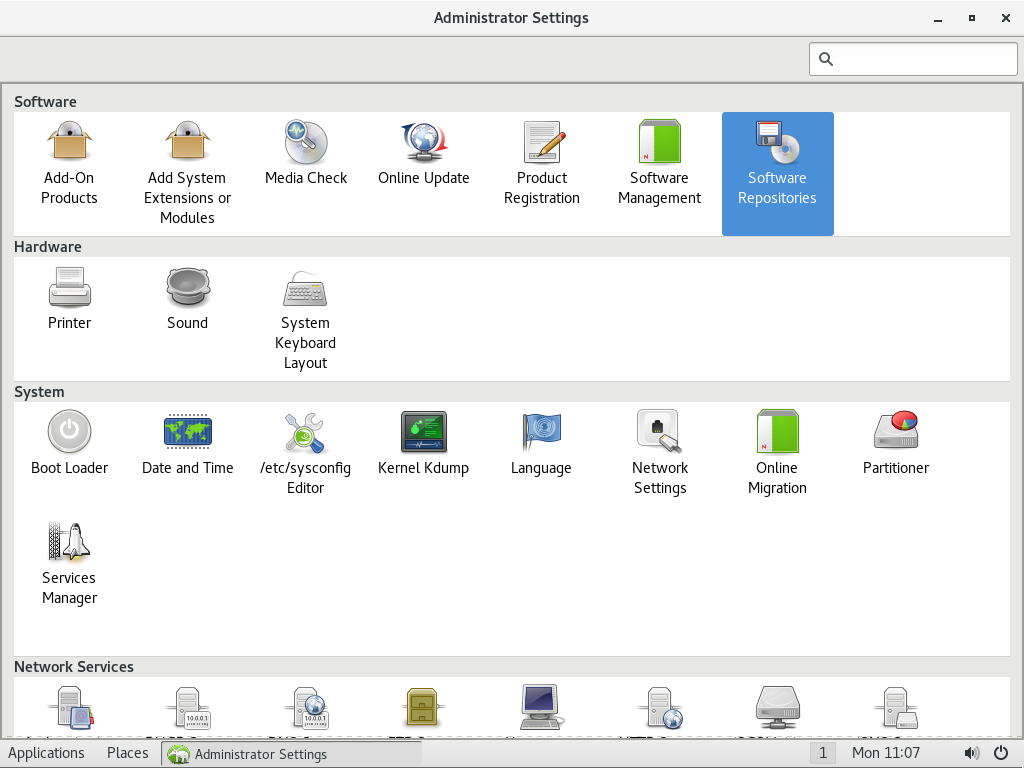 Administrator Settings
Software
Add-On Products
Add System Extensions or Modules
Media Check
Online Update
Product Registration
Software Management
Software Repositories
Hardware
Printer
Sound
System Keyboard Layout
System
Boot Loader
Date and Time
/etc/sysconfig Editor
Kernel Kdump
Language
Network Settings
Online Migration
Partitioner
Services Manager
Network Services
Applications
Places
Administrator Settings
1
Mon 11:07